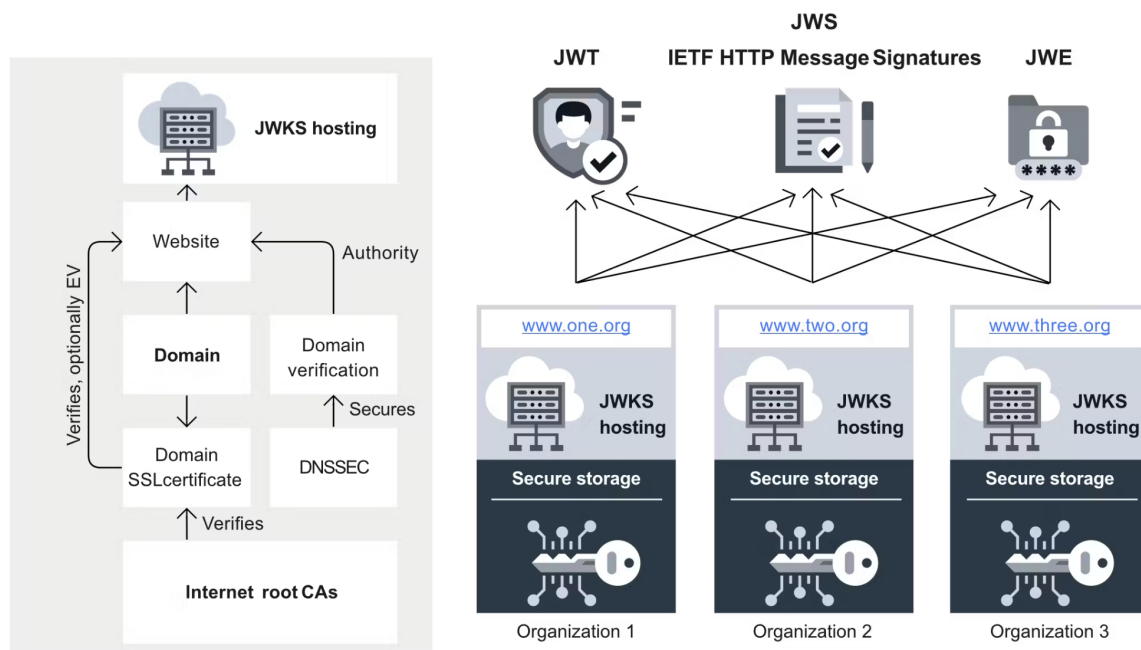 JWKS hosting
Website
Authority
Verifies, optionally EV
Domain
Domain
verification
Secures
Domain
SSLcertificate
DNSSEC
Verifies
Internet root CAs
JWS
JWT
IETF HTTP Message Signatures
JWE
****
www.one.org
JWKS
hosting
Secure storage
Organization 1
www.two.org
JWKS
hosting
Secure storage
Organization 2
www.three.org
JWKS
hosting
Secure storage
Organization 3